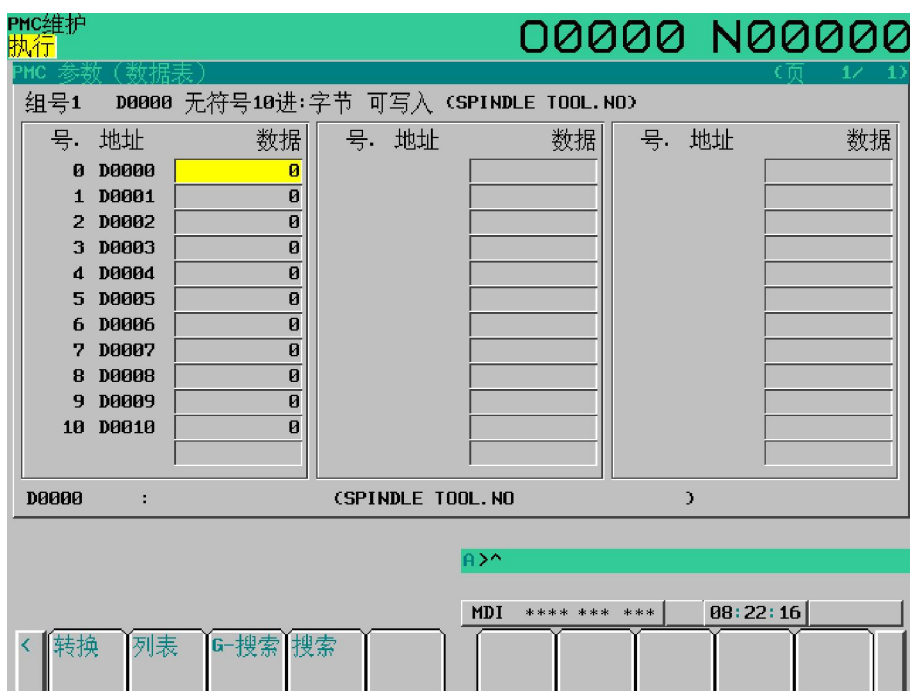 PMC维护
执行
O0000 N00000
PMC 参数（数据表） (页 1/ 1)
组号1 D0000 无符号10进:字节 可写入 (SPINDLE TOOL.NO)
号. 地址 数据 号. 地址 数据 号. 地址 数据
0 D0000 0
1 D0001 0
2 D0002 0
3 D0003 0
4 D0004 0
5 D0005 0
6 D0006 0
7 D0007 0
8 D0008 0
9 D0009 0
10 D0010 0
D0000 : (SPINDLE TOOL.NO )
A>^
MDI **** *** *** 08:22:16
< 转换 列表 G-搜索 搜索